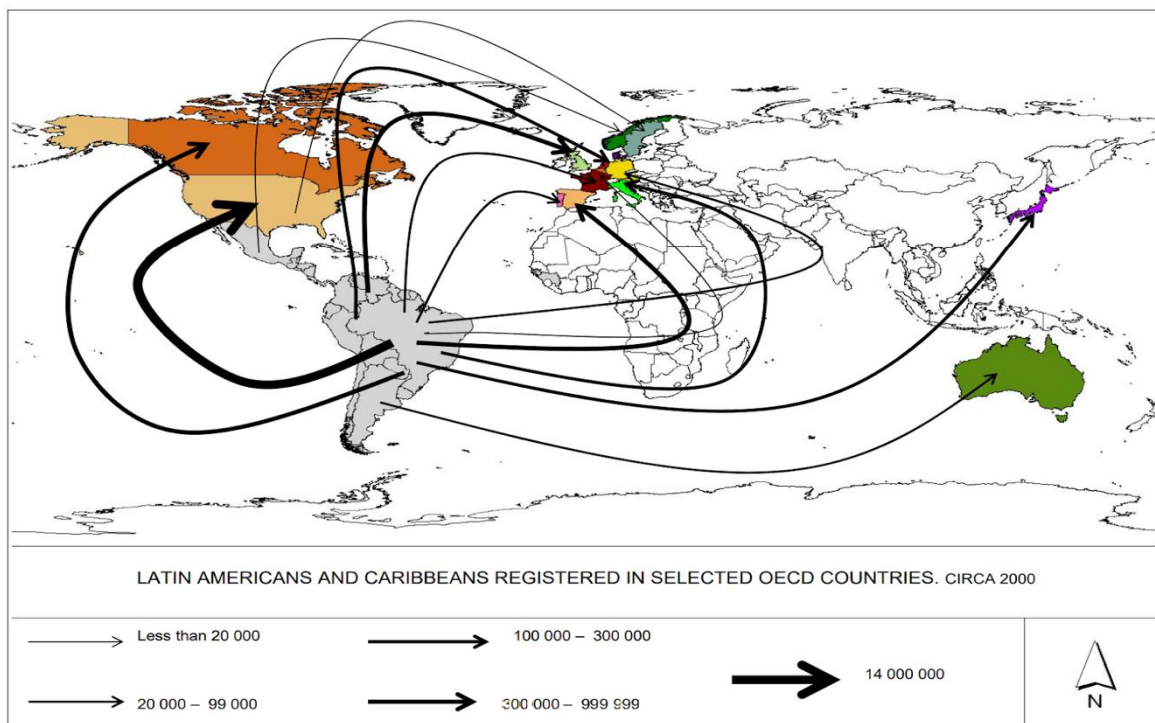 LATIN AMERICANS AND CARIBBEANS REGISTERED IN SELECTED OECD COUNTRIES. CIRCA 2000
Less than 20 000
100 000 – 300 000
14 000 000
20 000 – 99 000
300 000 – 999 999
N